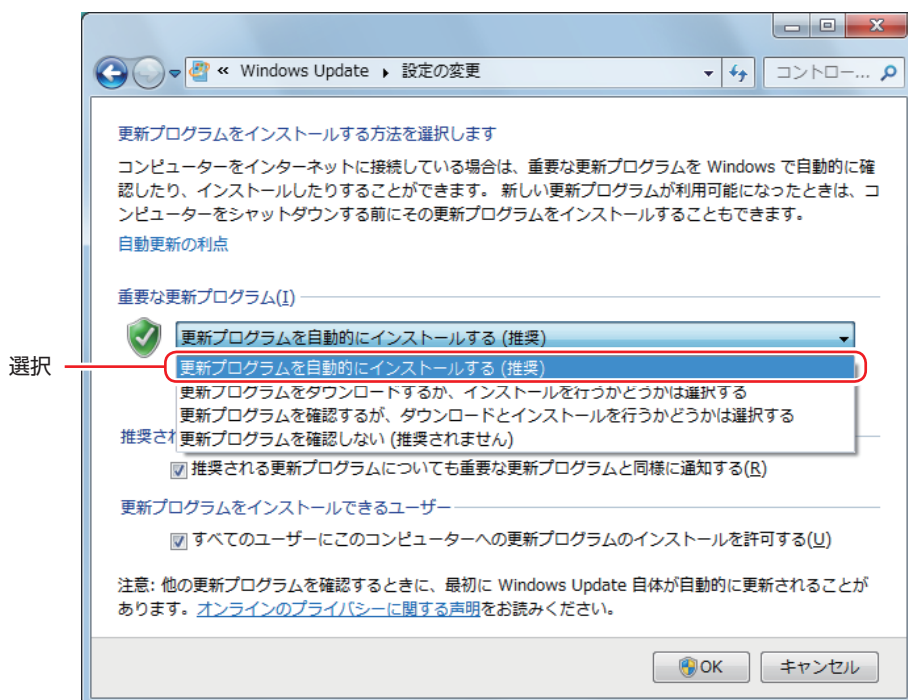 « Windows Update ▸ 設定の変更
コントロー...
更新プログラムをインストールする方法を選択します
コンピューターをインターネットに接続している場合は、重要な更新プログラムを Windows で自動的に確
認したり、インストールしたりすることができます。 新しい更新プログラムが利用可能になったときは、コ
ンピューターをシャットダウンする前にその更新プログラムをインストールすることもできます。
自動更新の利点
重要な更新プログラム(I)
更新プログラムを自動的にインストールする (推奨)
選択
更新プログラムを自動的にインストールする (推奨)
更新プログラムをダウンロードするが、インストールを行うかどうかは選択する
更新プログラムを確認するが、ダウンロードとインストールを行うかどうかは選択する
推奨され
更新プログラムを確認しない (推奨されません)
推奨される更新プログラムについても重要な更新プログラムと同様に通知する(R)
更新プログラムをインストールできるユーザー
すべてのユーザーにこのコンピューターへの更新プログラムのインストールを許可する(U)
注意: 他の更新プログラムを確認するときに、最初に Windows Update 自体が自動的に更新されることが
あります。オンラインのプライバシーに関する声明をお読みください。
OK キャンセル